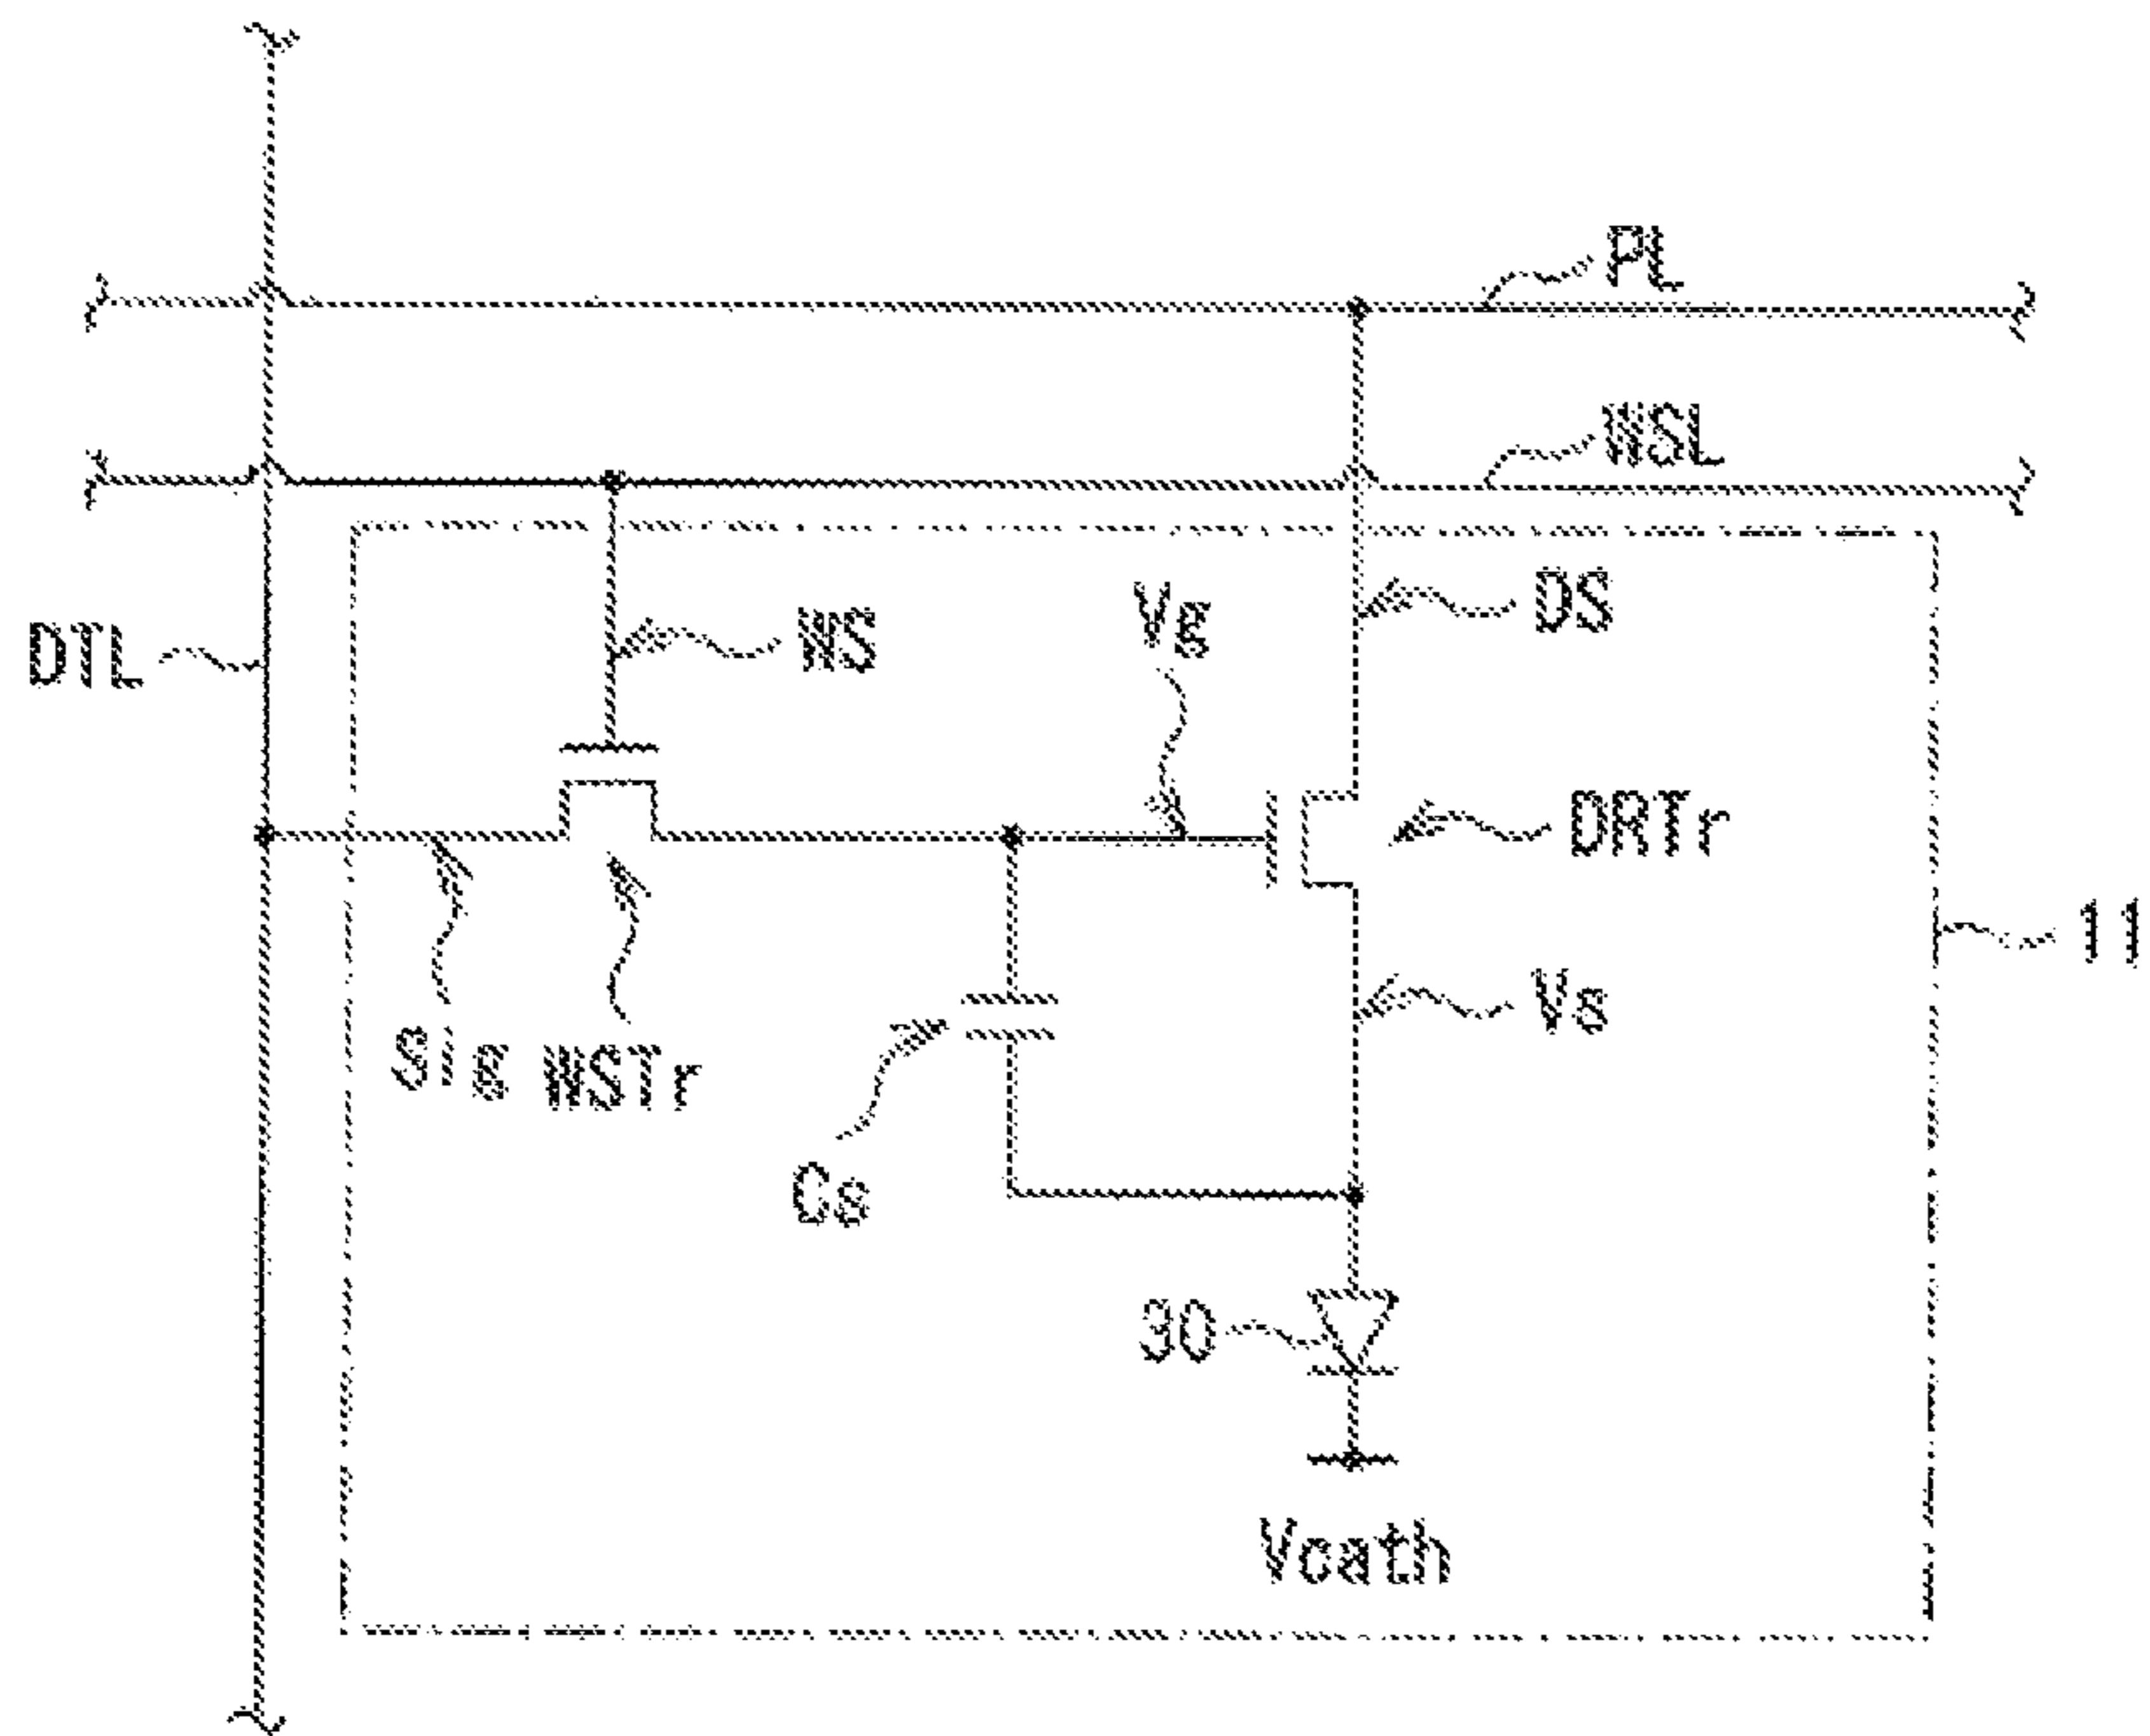 PL
WSL
DTL
WS
Vg
DS
DRTr
11
Sig
WSTr
Vs
Cs
30
Vcath